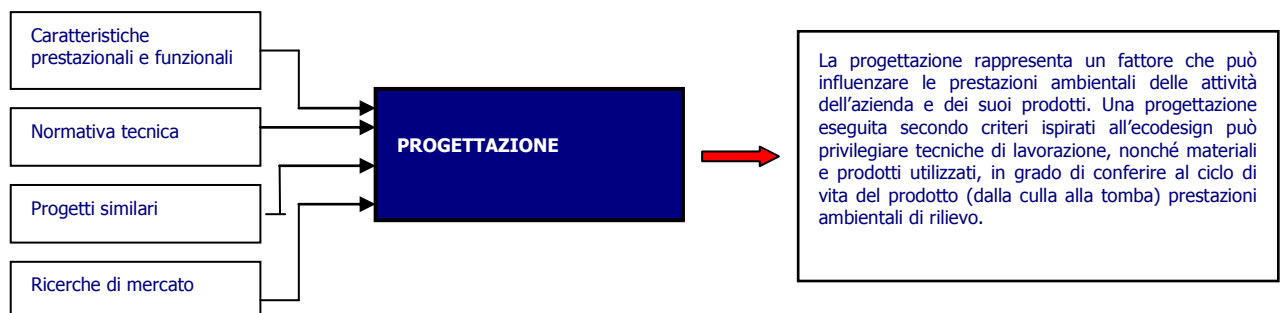 Caratteristiche
prestazionali e funzionali
Normativa tecnica
Progetti similari
Ricerche di mercato
PROGETTAZIONE
La progettazione rappresenta un fattore che può
influenzare le prestazioni ambientali delle attività
dell'azienda e dei suoi prodotti. Una progettazione
eseguita secondo criteri ispirati all'ecodesign può
privilegiare tecniche di lavorazione, nonché materiali
e prodotti utilizzati, in grado di conferire al ciclo di
vita del prodotto (dalla culla alla tomba) prestazioni
ambientali di rilievo.